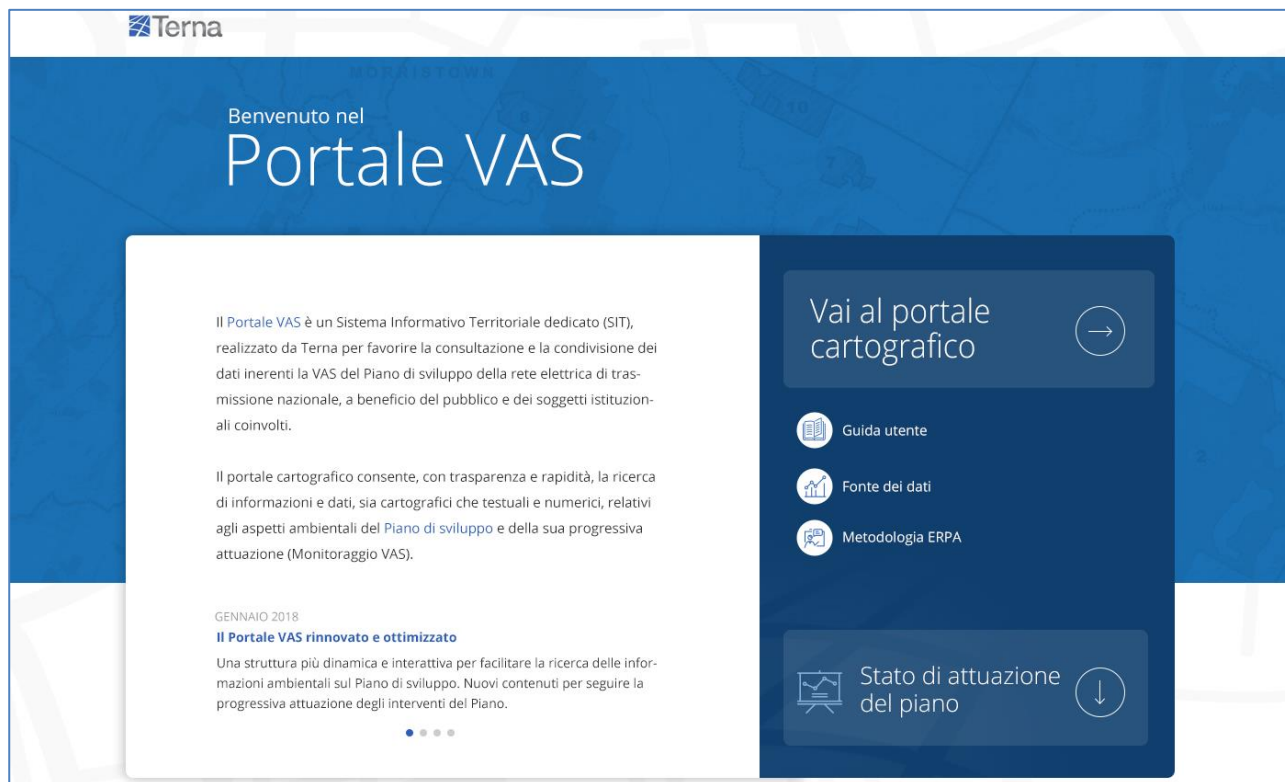 Terna
MORRISTOWN
10
8
4
2
Benvenuto nel
Portale VAS
Il Portale VAS è un Sistema Informativo Territoriale dedicato (SIT),
realizzato da Terna per favorire la consultazione e la condivisione dei
dati inerenti la VAS del Piano di sviluppo della rete elettrica di tras-
missione nazionale, a beneficio del pubblico e dei soggetti istituzion-
ali coinvolti.
Il portale cartografico consente, con trasparenza e rapidità, la ricerca
di informazioni e dati, sia cartografici che testuali e numerici, relativi
agli aspetti ambientali del Piano di sviluppo e della sua progressiva
attuazione (Monitoraggio VAS).
GENNAIO 2018
Il Portale VAS rinnovato e ottimizzato
Una struttura più dinamica e interattiva per facilitare la ricerca delle infor-
mazioni ambientali sul Piano di sviluppo. Nuovi contenuti per seguire la
progressiva attuazione degli interventi del Piano.
Vai al portale
cartografico
Guida utente
Fonte dei dati
Metodologia ERPA
Stato di attuazione
del piano